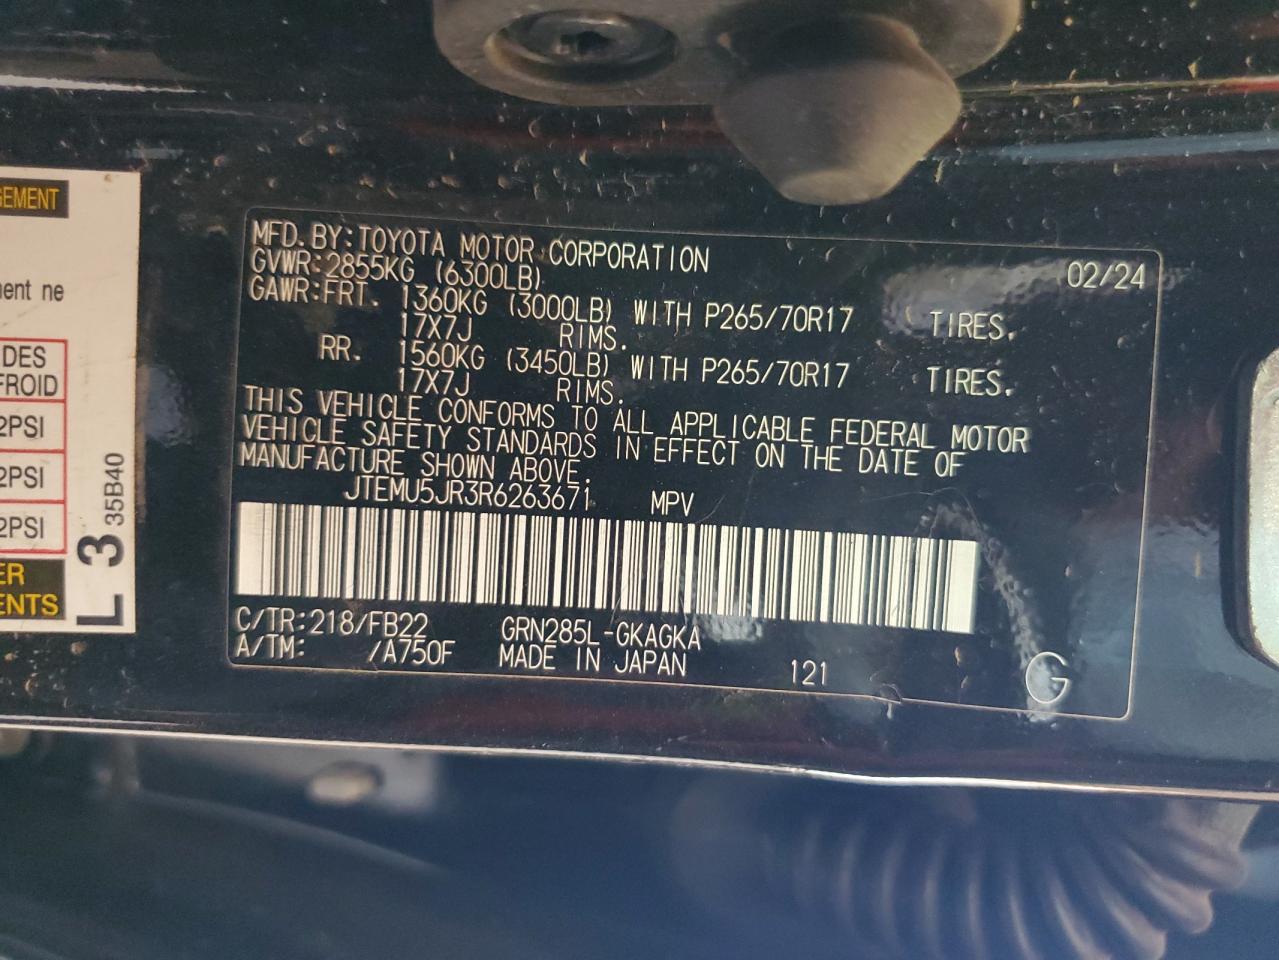 GEMENT
ent ne
DES
FROID
2PSI
2PSI
2PSI
ER
ENTS
L 3 35B40
MFD. BY: TOYOTA MOTOR CORPORATION 02/24
GVWR: 2855KG (6300LB)
GAWR: FRT. 1360KG (3000LB) WITH P265/70R17 TIRES.
17X7J RIMS.
RR. 1560KG (3450LB) WITH P265/70R17 TIRES.
17X7J RIMS.
THIS VEHICLE CONFORMS TO ALL APPLICABLE FEDERAL MOTOR
VEHICLE SAFETY STANDARDS IN EFFECT ON THE DATE OF
MANUFACTURE SHOWN ABOVE.
JTEMU5JR3R6263671 MPV
C/TR: 218/FB22 GRN285L-GKAGKA
A/TM: /A750F MADE IN JAPAN 121 G